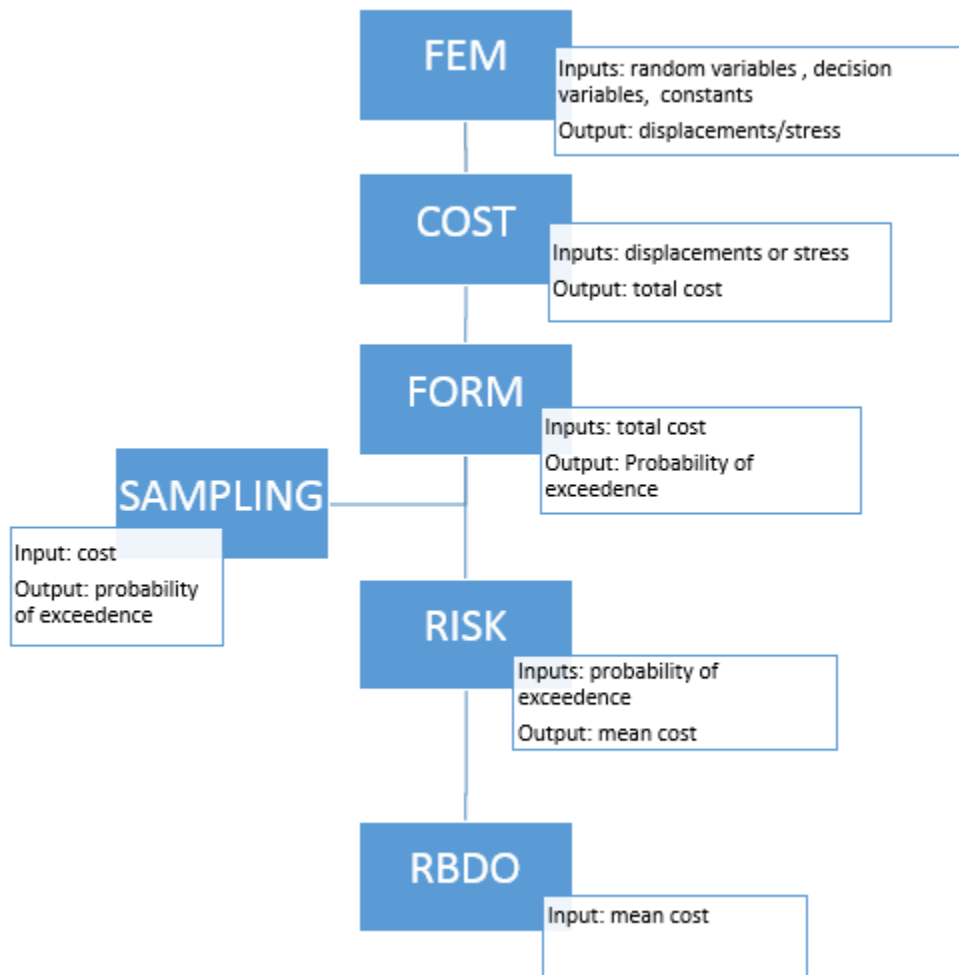 FEM
Inputs: random variables , decision
variables,  constants
Output: displacements/stress
COST
Inputs: displacements or stress
Output: total cost
FORM
Inputs: total cost
Output: Probability of
exceedence
SAMPLING
Input: cost
Output: probability
of exceedence
RISK
Inputs: probability of
exceedence
Output: mean cost
RBDO
Input: mean cost